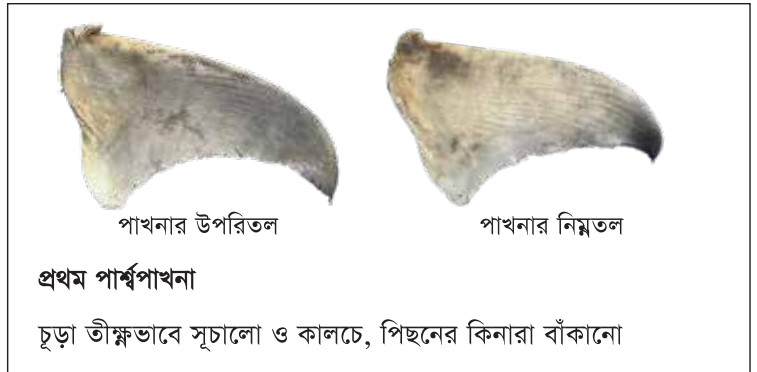 পাখনার উপরিতল পাখনার নিম্নতল
প্রথম পার্শ্বপাখনা
চূড়া তীক্ষ্ণভাবে সূচালো ও কালচে, পিছনের কিনারা বাঁকানো